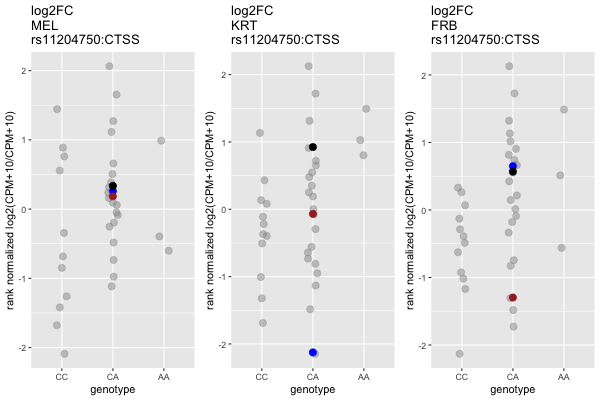 log2FC
MEL
rs11204750:CTSS
rank normalized log2(CPM+10/CPM+10)
2
1
0
-1
-2
CC
CA
AA
genotype
log2FC
KRT
rs11204750:CTSS
rank normalized log2(CPM+10/CPM+10)
2
1
0
-1
-2
CC
CA
AA
genotype
log2FC
FRB
rs11204750:CTSS
rank normalized log2(CPM+10/CPM+10)
2
1
0
-1
-2
CC
CA
AA
genotype